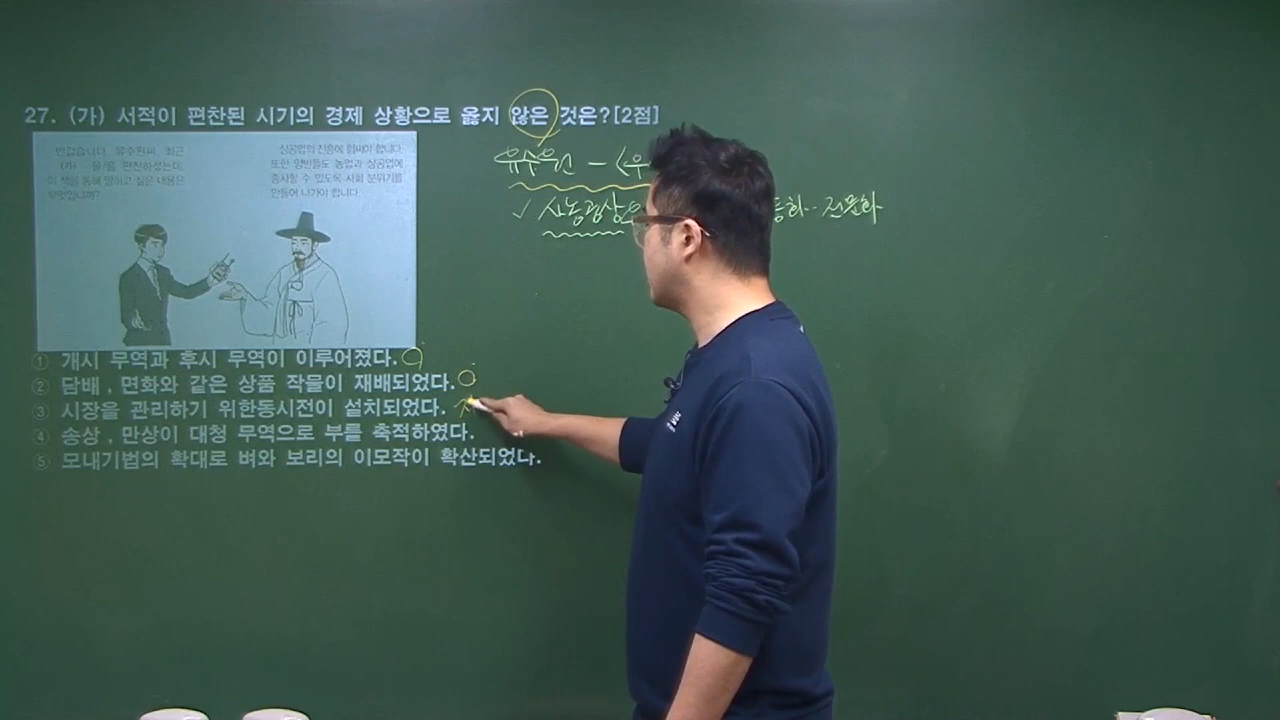 27. (가) 서적이 편찬된 시기의 경제 상황으로 옳지 않은 것은?[2점]
반갑습니다. 유수원씨. 최근
(가) 을/를 편찬하셨는데,
이 책을 통해 말하고 싶은 내용은
무엇입니까?
상공업의 진흥에 힘써야 합니다.
또한 양반들도 농업과 상공업에
종사할 수 있도록 사회 분위기를
만들어 나가야 합니다.
유수원 - <우
✓ 사농공상
동화·전문화
① 개시 무역과 후시 무역이 이루어졌다.
② 담배, 면화와 같은 상품 작물이 재배되었다.
③ 시장을 관리하기 위한동시전이 설치되었다.
④ 송상, 만상이 대청 무역으로 부를 축적하였다.
⑤ 모내기법의 확대로 벼와 보리의 이모작이 확산되었다.